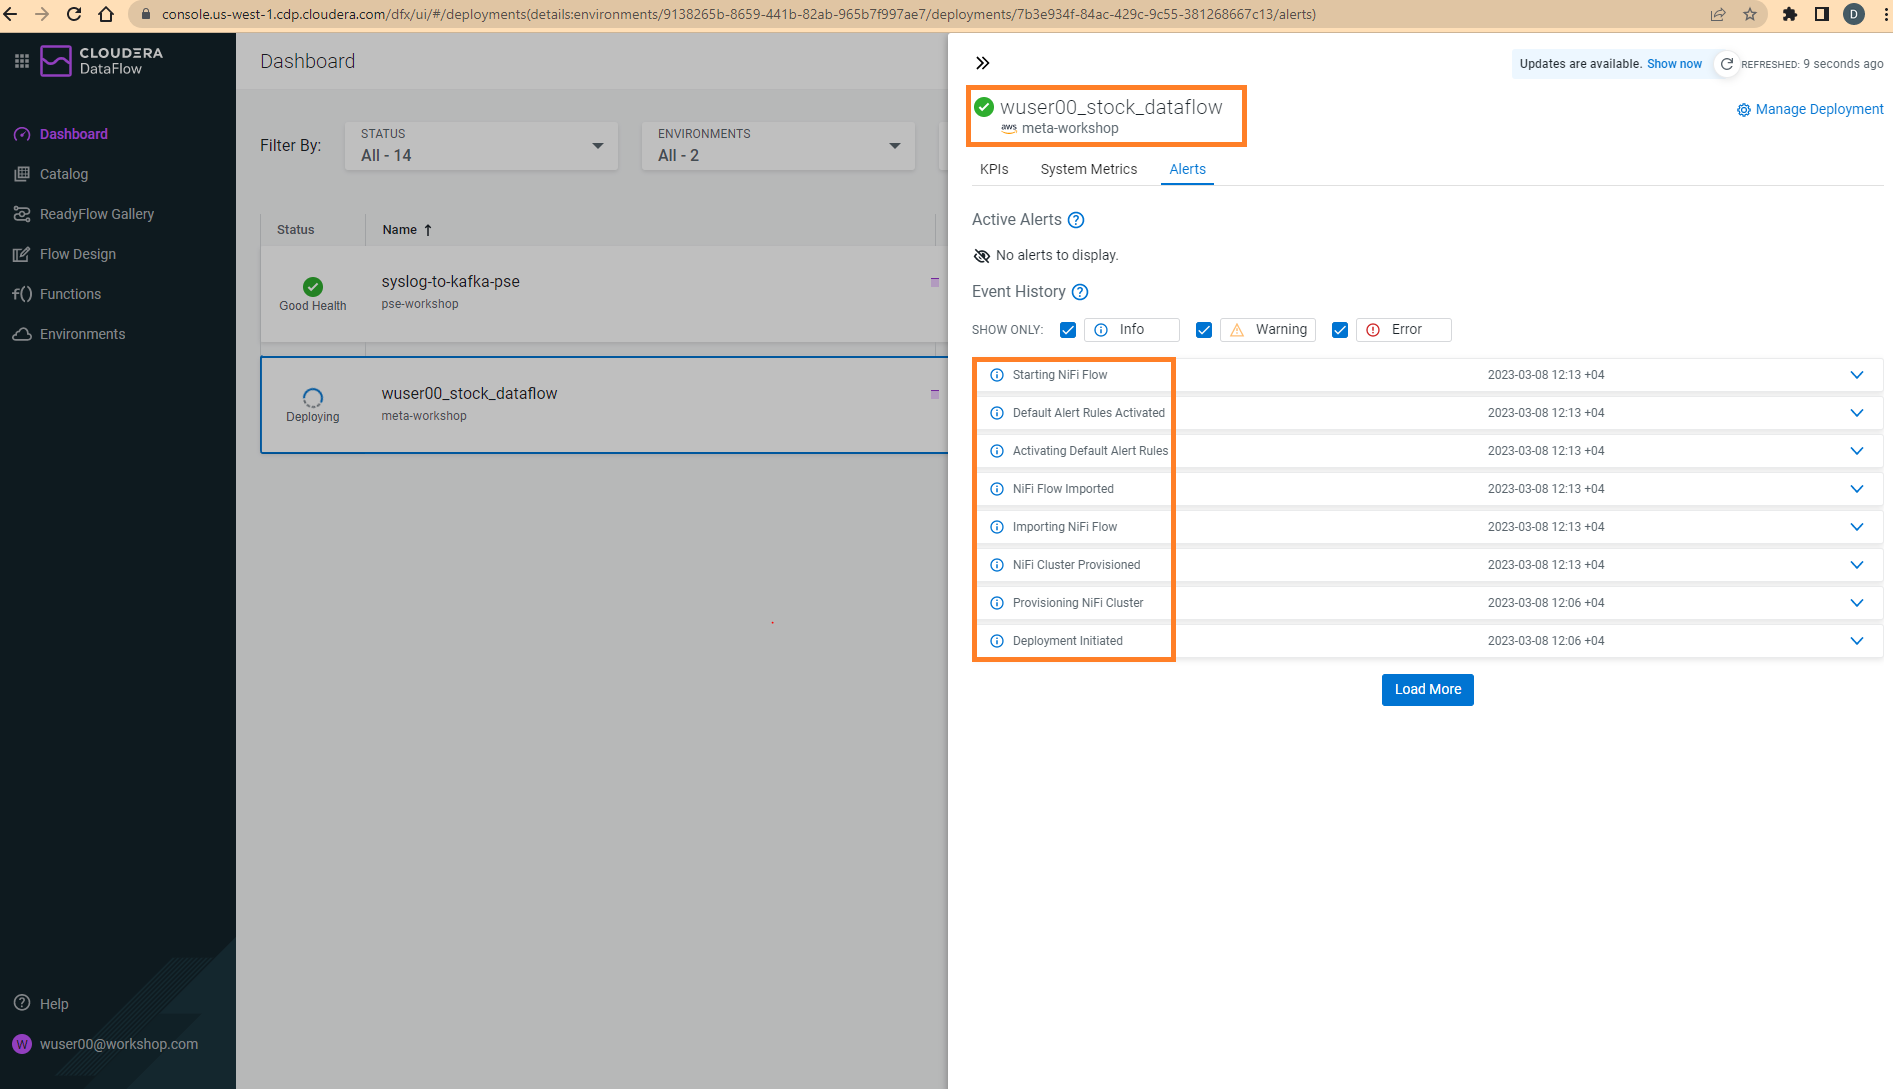 console.us-west-1.cdp.cloudera.com/dfx/ui/#/deployments(details:environments/9138265b-8659-441b-82ab-965b7f997ae7/deployments/7b3e934f-84ac-429c-9c55-381268667c13/alerts)
D
CLOUDERA
DataFlow
Dashboard
Catalog
ReadyFlow Gallery
Flow Design
f() Functions
Environments
Help
W wuser00@workshop.com
Dashboard
Filter By:
STATUS
All - 14
ENVIRONMENTS
All - 2
Status
Name
Good Health
syslog-to-kafka-pse
pse-workshop
Deploying
wuser00_stock_dataflow
meta-workshop
Updates are available. Show now
REFRESHED: 9 seconds ago
wuser00_stock_dataflow
aws meta-workshop
Manage Deployment
KPIs System Metrics Alerts
Active Alerts ?
No alerts to display.
Event History ?
SHOW ONLY: Info Warning Error
Starting NiFi Flow 2023-03-08 12:13 +04
Default Alert Rules Activated 2023-03-08 12:13 +04
Activating Default Alert Rules 2023-03-08 12:13 +04
NiFi Flow Imported 2023-03-08 12:13 +04
Importing NiFi Flow 2023-03-08 12:13 +04
NiFi Cluster Provisioned 2023-03-08 12:13 +04
Provisioning NiFi Cluster 2023-03-08 12:06 +04
Deployment Initiated 2023-03-08 12:06 +04
Load More